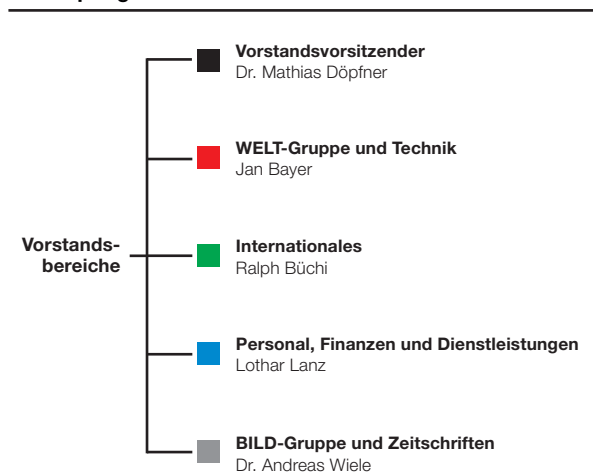 Vorstandsvorsitzender
Dr. Mathias Döpfner
WELT-Gruppe und Technik
Jan Bayer
Vorstands-
bereiche
Internationales
Ralph Büchi
Personal, Finanzen und Dienstleistungen
Lothar Lanz
BILD-Gruppe und Zeitschriften
Dr. Andreas Wiele